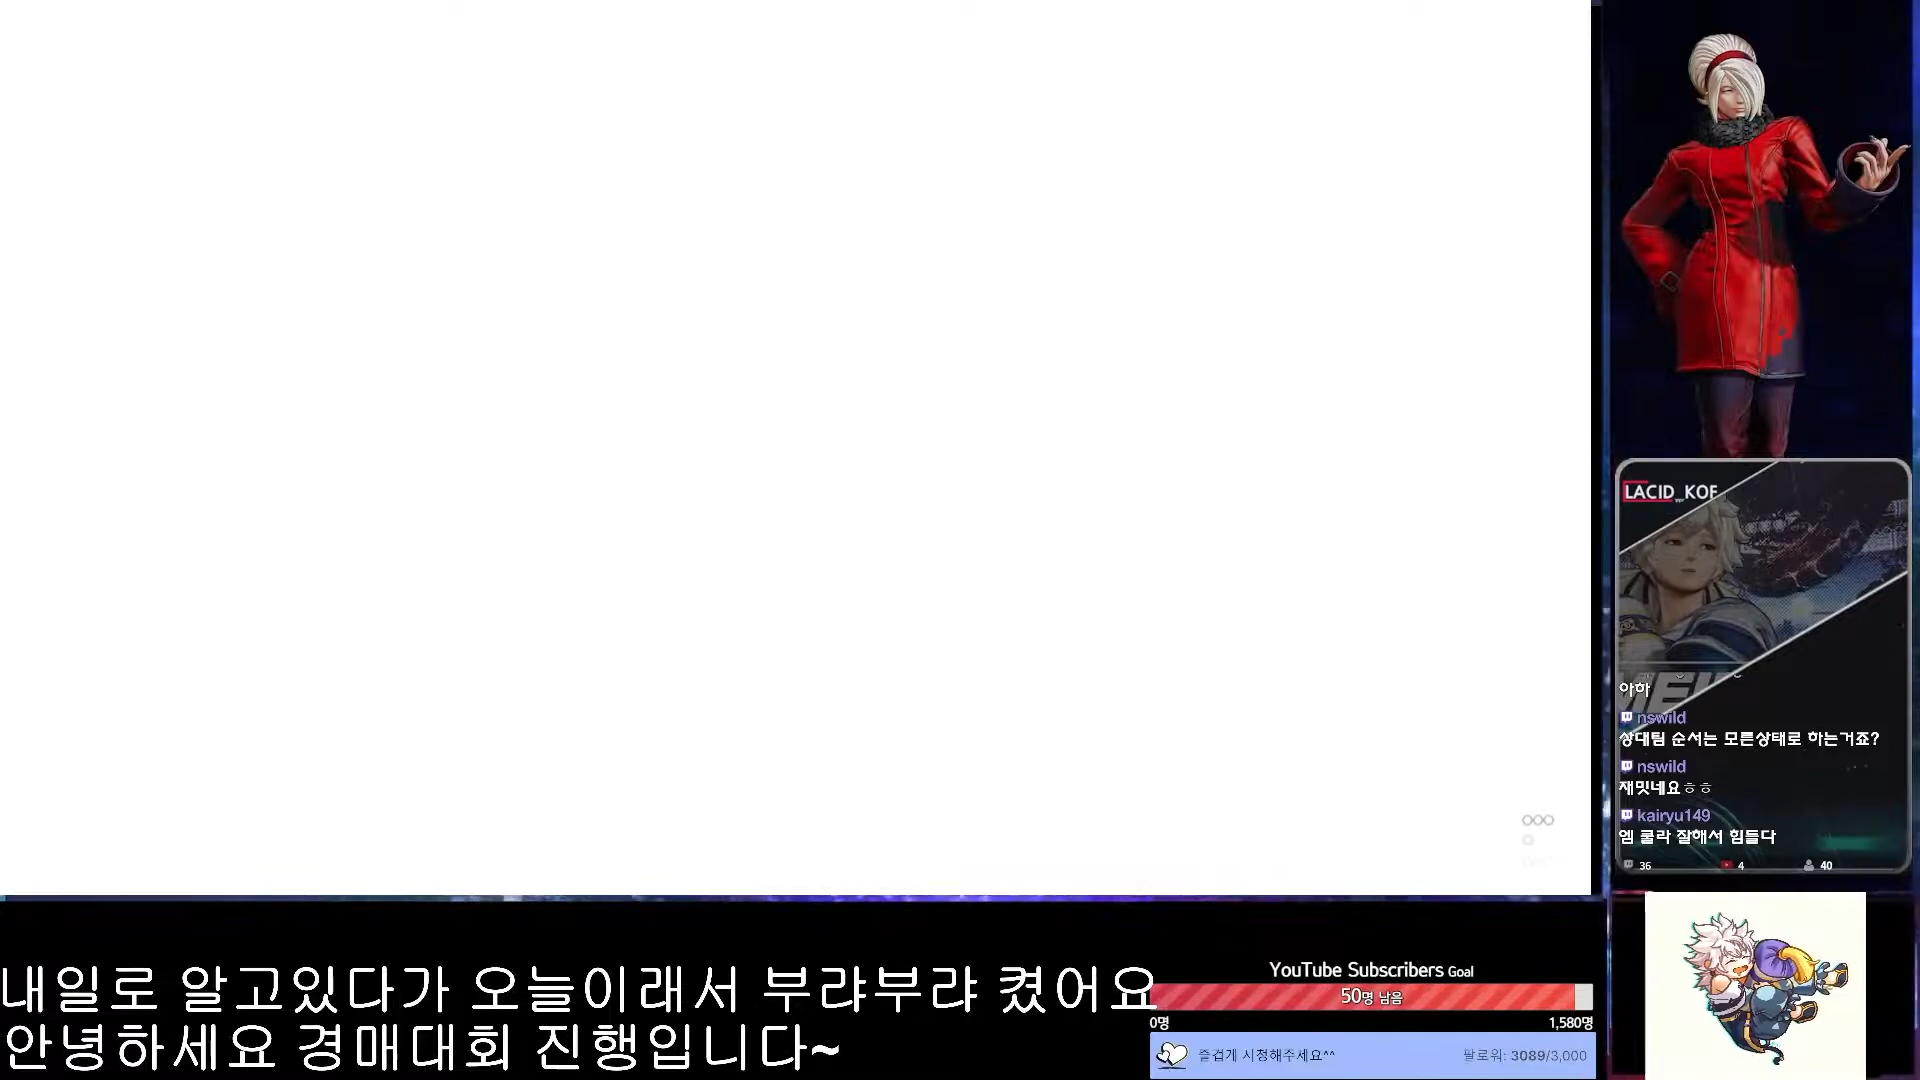 LACID_KOF
아하
nswild
상대팀 순서는 모른상태로 하는거죠?
nswild
재밋네요ㅎㅎ
kairyu149
엠 쿨라 잘해서 힘들다
36 4 40
내일로 알고있다가 오늘이래서 부랴부랴 켰어요
안녕하세요 경매대회 진행입니다~
YouTube Subscribers Goal
50명 남음
0명 1,580명
즐겁게 시청해주세요^^ 팔로워: 3089/3,000